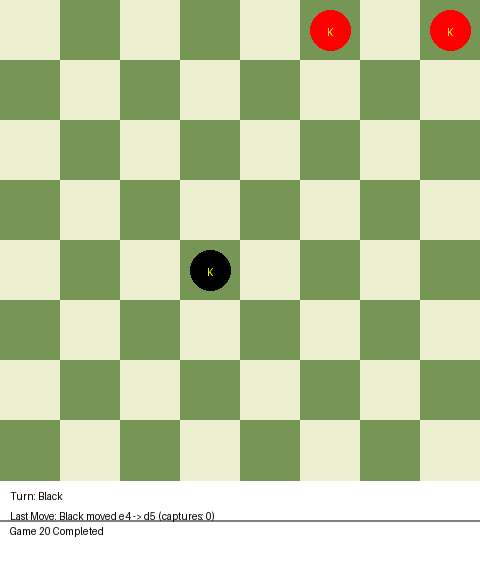 K K
K
Turn: Black
Last Move: Black moved e4 -> d5 (captures: 0)
Game 20 Completed